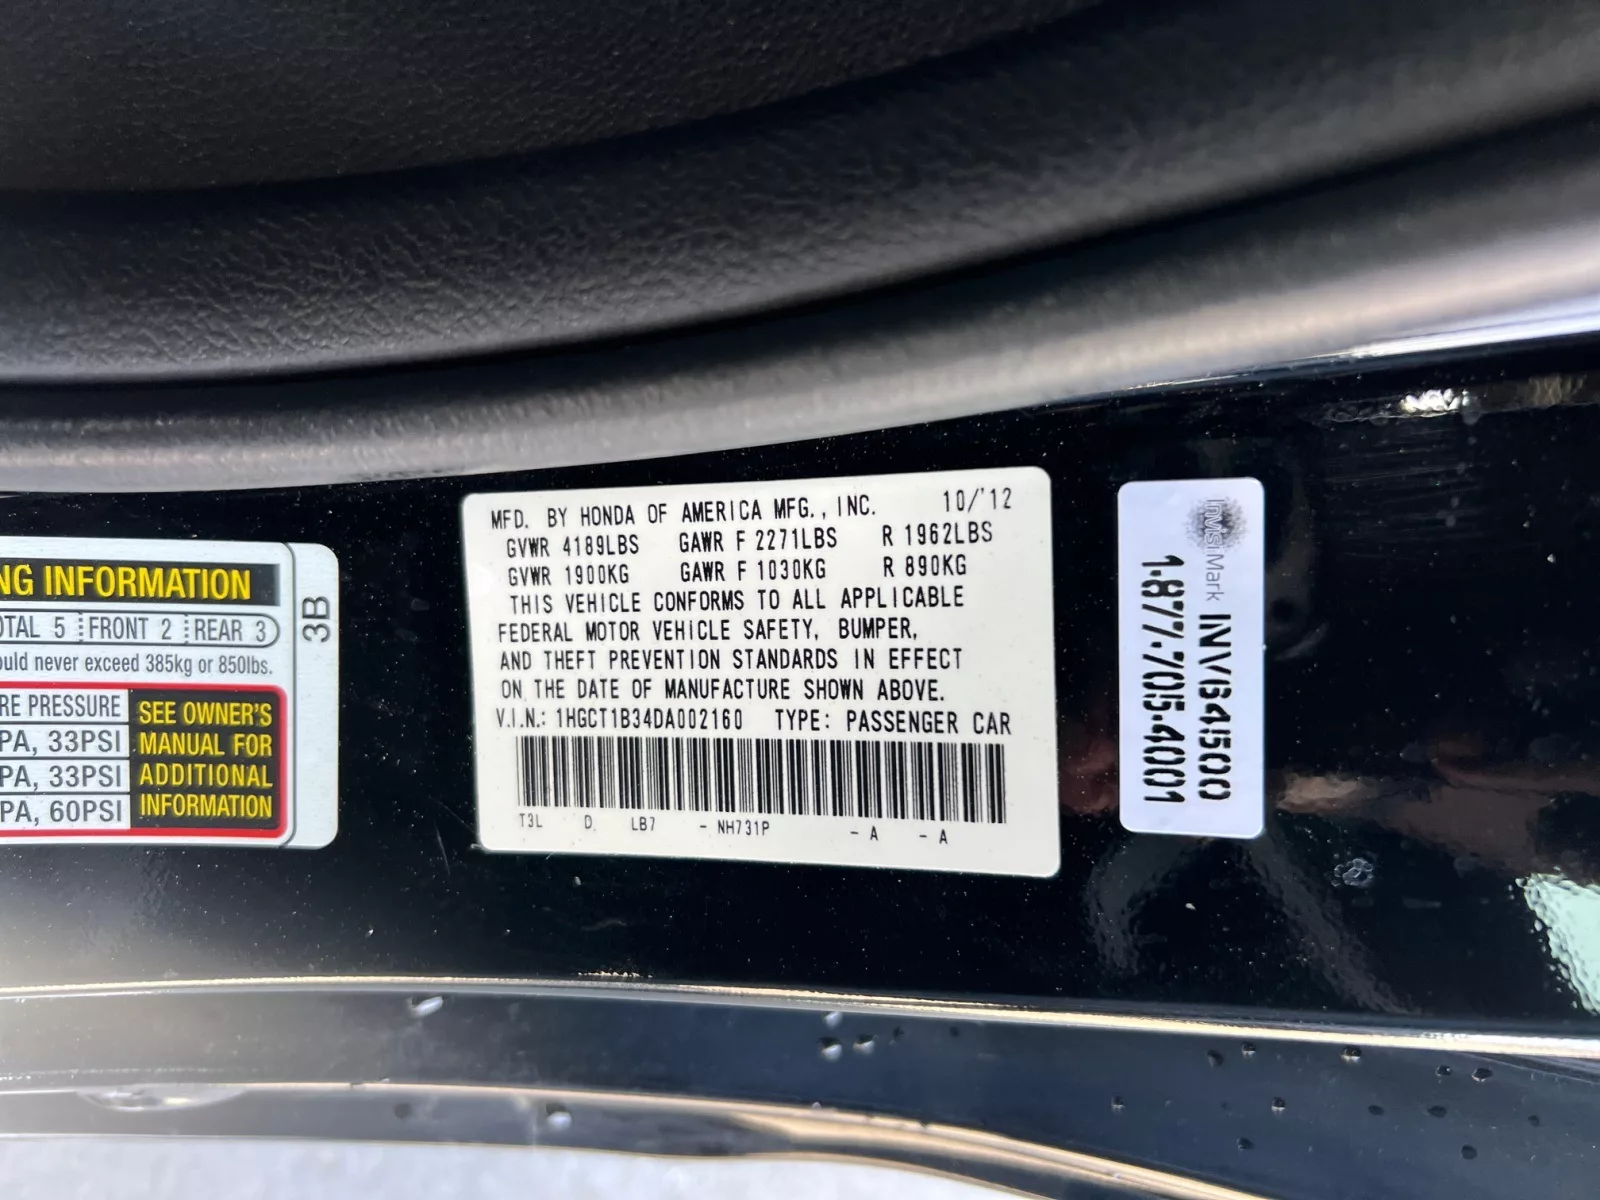 NG INFORMATION
OTAL 5 FRONT 2 REAR 3
ould never exceed 385kg or 850lbs.
RE PRESSURE
PA, 33PSI
PA, 33PSI
PA, 60PSI
SEE OWNER'S
MANUAL FOR
ADDITIONAL
INFORMATION
3B
MFD. BY HONDA OF AMERICA MFG., INC. 10/'12
GVWR 4189LBS GAWR F 2271LBS R 1962LBS
GVWR 1900KG GAWR F 1030KG R 890KG
THIS VEHICLE CONFORMS TO ALL APPLICABLE
FEDERAL MOTOR VEHICLE SAFETY, BUMPER,
AND THEFT PREVENTION STANDARDS IN EFFECT
ON THE DATE OF MANUFACTURE SHOWN ABOVE.
V.I.N.: 1HGCT1B34DA002160 TYPE: PASSENGER CAR
T3L D. LB7 - NH731P - A - A
InvisiMark INV64500
1·877·705·4001